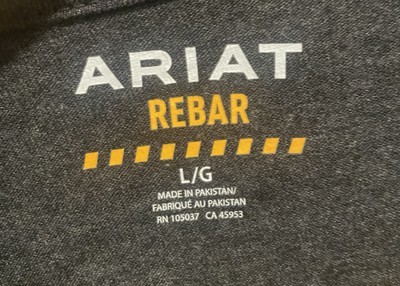 ARIAT
REBAR
L/G
MADE IN PAKISTAN/
FABRIQUÉ AU PAKISTAN
RN 105037 CA 45953